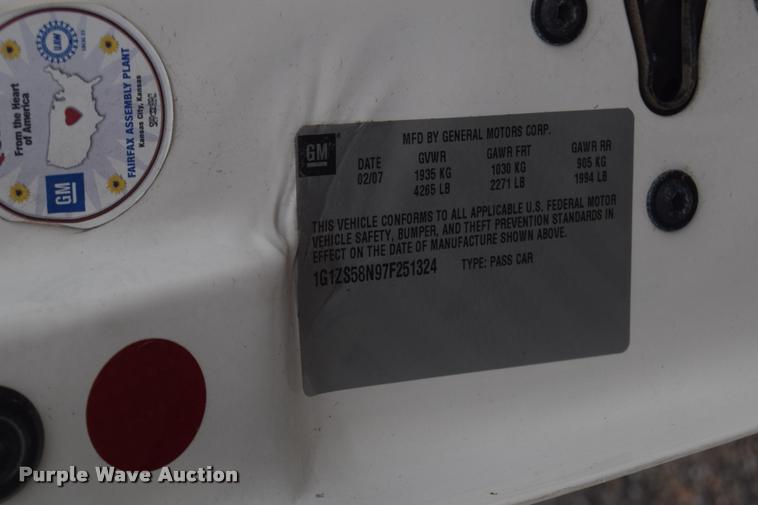 UAW
From the Heart
of America
FAIRFAX ASSEMBLY PLANT
Kansas City, Kansas
GM
GM
MFD BY GENERAL MOTORS CORP.
DATE GVWR GAWR FRT GAWR RR
02/07 1935 KG 1030 KG 905 KG
4265 LB 2271 LB 1994 LB
THIS VEHICLE CONFORMS TO ALL APPLICABLE U.S. FEDERAL MOTOR
VEHICLE SAFETY, BUMPER, AND THEFT PREVENTION STANDARDS IN
EFFECT ON THE DATE OF MANUFACTURE SHOWN ABOVE.
1G1ZS58N97F251324 TYPE: PASS CAR
Purple Wave Auction